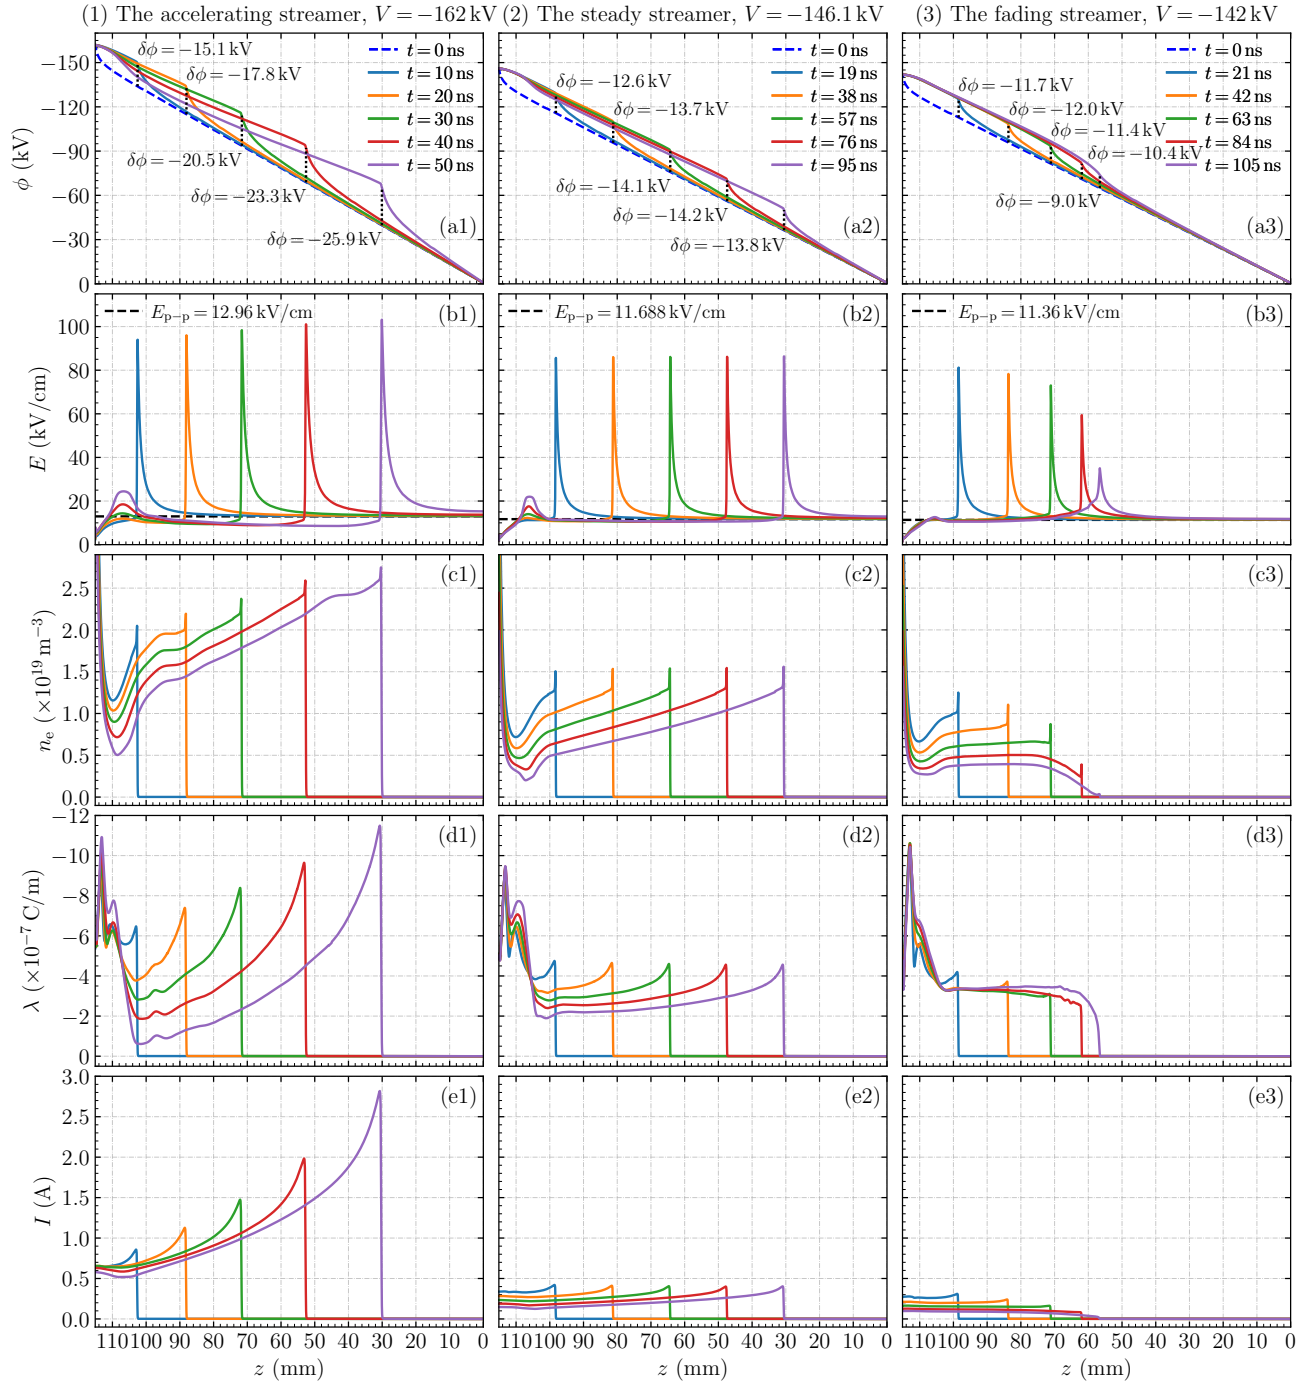 (1) The accelerating streamer, V = −162 kV
(2) The steady streamer, V = −146.1 kV
(3) The fading streamer, V = −142 kV
−150
−120
−90
−60
−30
0
ϕ (kV)
δϕ = −15.1 kV
δϕ = −17.8 kV
δϕ = −20.5 kV
δϕ = −23.3 kV
δϕ = −25.9 kV
t = 0 ns
t = 10 ns
t = 20 ns
t = 30 ns
t = 40 ns
t = 50 ns
(a1)
δϕ = −12.6 kV
δϕ = −13.7 kV
δϕ = −14.1 kV
δϕ = −14.2 kV
δϕ = −13.8 kV
t = 0 ns
t = 19 ns
t = 38 ns
t = 57 ns
t = 76 ns
t = 95 ns
(a2)
δϕ = −11.7 kV
δϕ = −12.0 kV
δϕ = −11.4 kV
δϕ = −10.4 kV
δϕ = −9.0 kV
t = 0 ns
t = 21 ns
t = 42 ns
t = 63 ns
t = 84 ns
t = 105 ns
(a3)
100
80
60
40
20
0
E (kV/cm)
E_p−p = 12.96 kV/cm
(b1)
E_p−p = 11.688 kV/cm
(b2)
E_p−p = 11.36 kV/cm
(b3)
2.5
2.0
1.5
1.0
0.5
0.0
n_e (×10^19 m^−3)
(c1)
(c2)
(c3)
−12
−10
−8
−6
−4
−2
0
λ (×10^−7 C/m)
(d1)
(d2)
(d3)
3.0
2.5
2.0
1.5
1.0
0.5
0.0
I (A)
(e1)
(e2)
(e3)
110 100 90 80 70 60 50 40 30 20 10 0
z (mm)
110 100 90 80 70 60 50 40 30 20 10 0
z (mm)
110 100 90 80 70 60 50 40 30 20 10 0
z (mm)